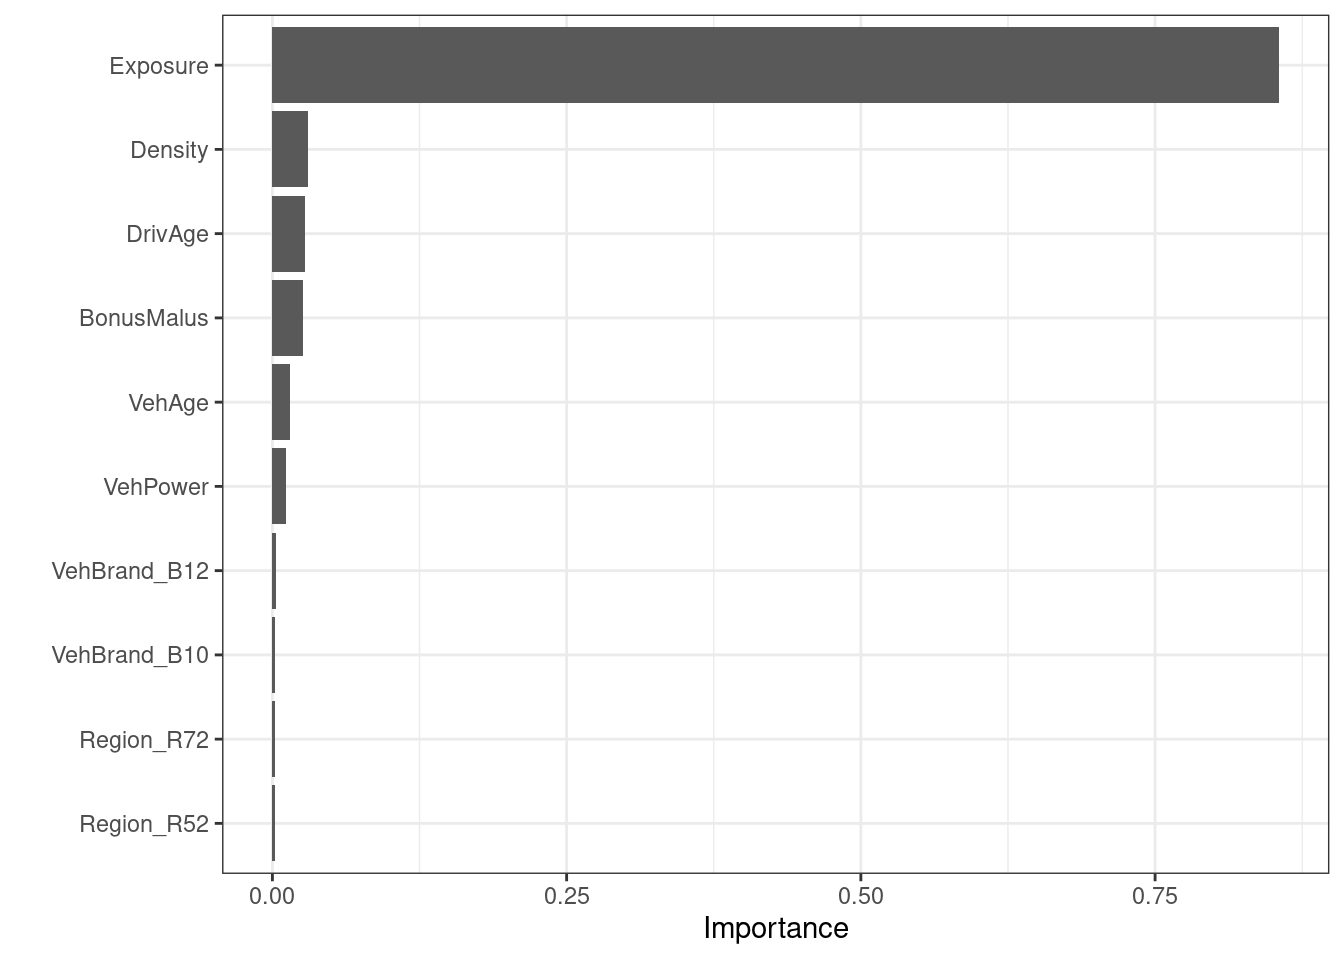 Exposure
Density
DrivAge
BonusMalus
VehAge
VehPower
VehBrand_B12
VehBrand_B10
Region_R72
Region_R52
0.00 0.25 0.50 0.75
Importance